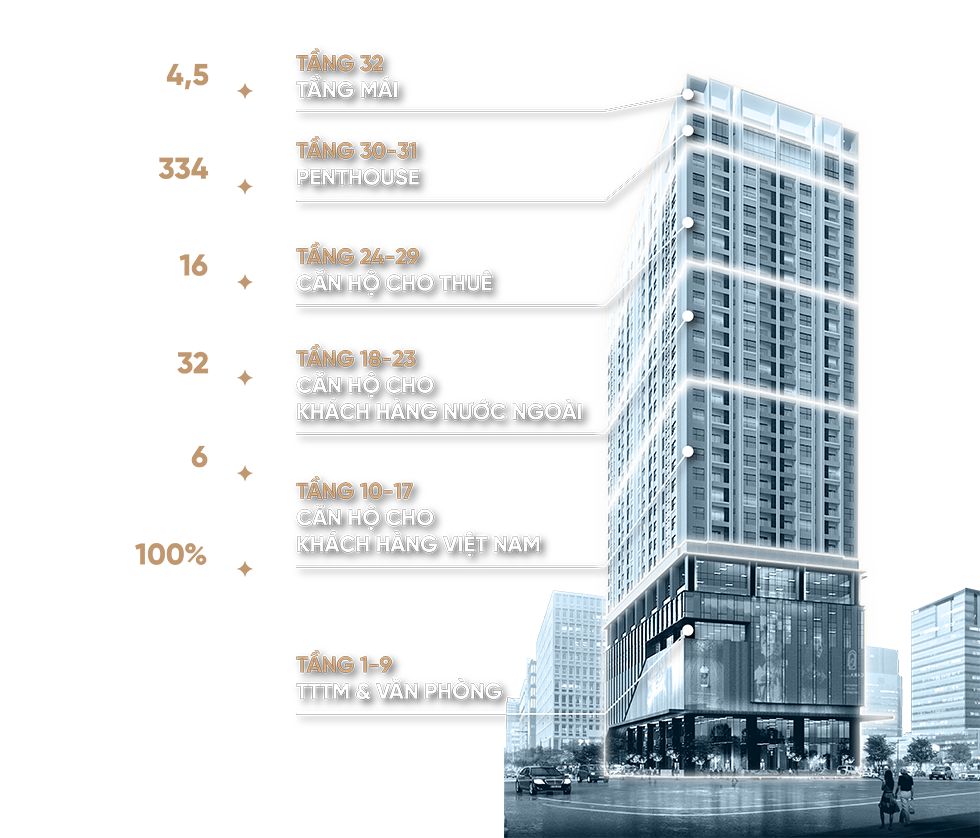 4,5
TẦNG 32
TẦNG MÁI
334
TẦNG 30-31
PENTHOUSE
16
TẦNG 24-29
CĂN HỘ CHO THUÊ
32
TẦNG 18-23
CĂN HỘ CHO
KHÁCH HÀNG NƯỚC NGOÀI
6
TẦNG 10-17
CĂN HỘ CHO
KHÁCH HÀNG VIỆT NAM
100%
TẦNG 1-9
TTTM & VĂN PHÒNG